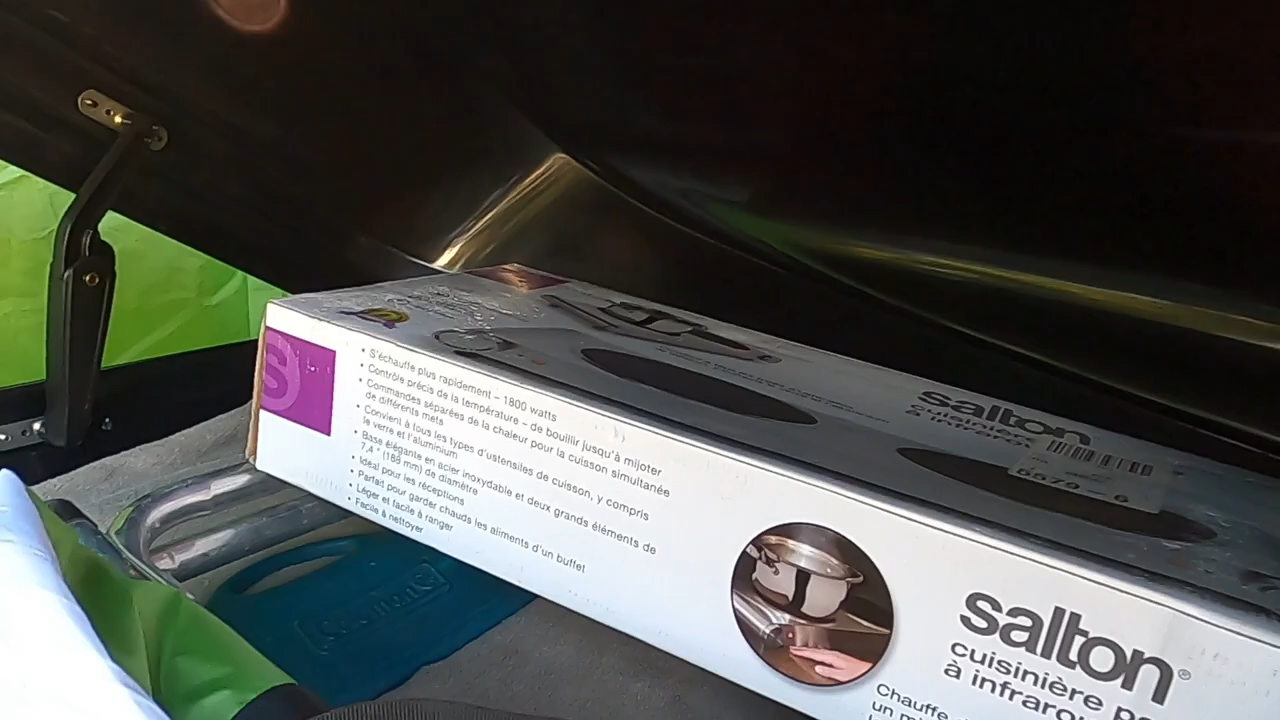 S
• S'échauffe plus rapidement – 1800 watts
• Contrôle précis de la température – de bouillir jusqu'à mijoter
• Commandes séparées de la chaleur pour la cuisson simultanée
de différents mets
• Convient à tous les types d'ustensiles de cuisson, y compris
le verre et l'aluminium
• Base élégante en acier inoxydable et deux grands éléments de
7,4" (188 mm) de diamètre
• Idéal pour les réceptions
• Parfait pour garder chauds les aliments d'un buffet
• Léger et facile à ranger
• Facile à nettoyer
salton
cuisinière
à infrarou
salton®
cuisinière pa
à infrarou
Chauffe
un mi